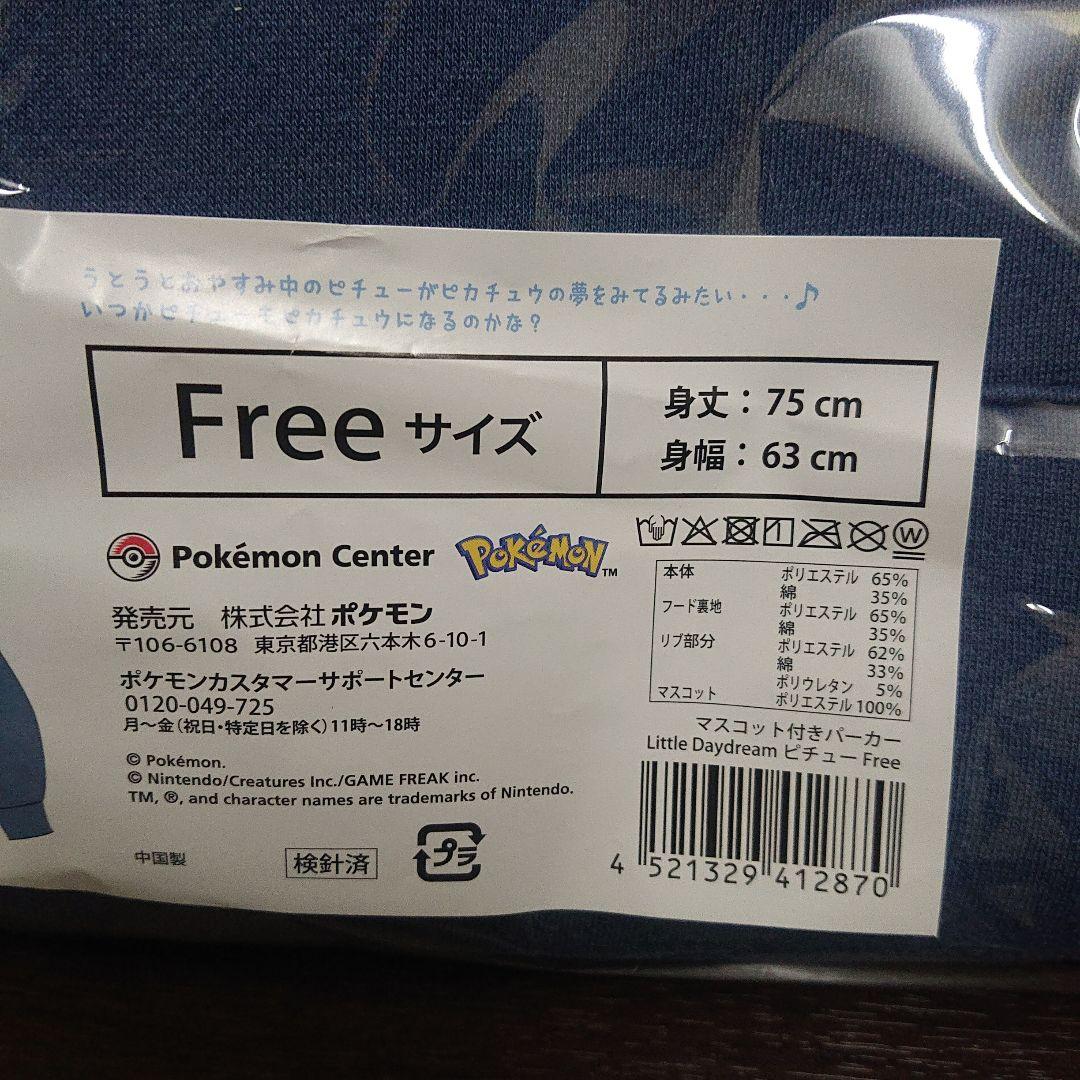 うとうとおやすみ中のピチューがピカチュウの夢をみてるみたい・・・♪
いつかピチューもピカチュウになるのかな？
Free サイズ
身丈：75 cm
身幅：63 cm
Pokémon Center
POKÉMON TM
発売元 株式会社ポケモン
〒106-6108 東京都港区六本木6-10-1
ポケモンカスタマーサポートセンター
0120-049-725
月～金（祝日・特定日を除く）11時～18時
© Pokémon.
© Nintendo/Creatures Inc./GAME FREAK inc.
TM, ®, and character names are trademarks of Nintendo.
中国製
検針済
プラ
W
本体 ポリエステル 65%
綿 35%
フード裏地 ポリエステル 65%
綿 35%
リブ部分 ポリエステル 62%
綿 33%
ポリウレタン 5%
マスコット ポリエステル 100%
マスコット付きパーカー
Little Daydream ピチュー Free
4 521329 412870